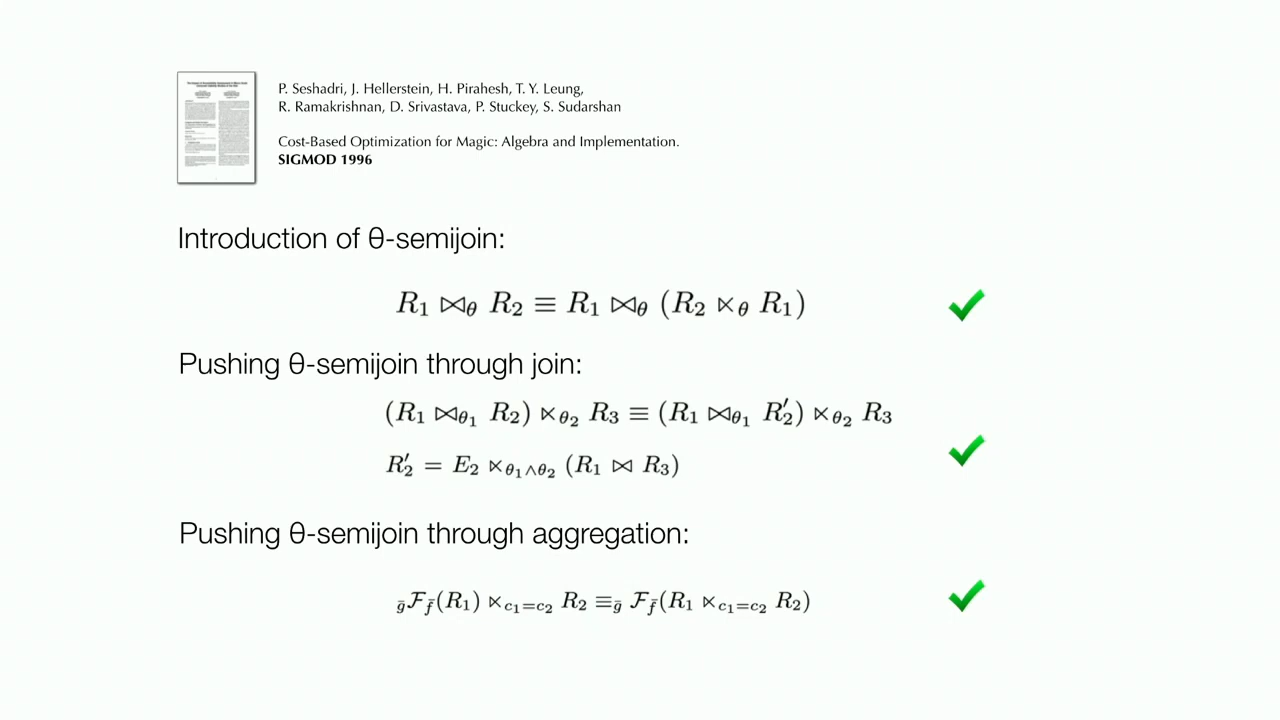 P. Seshadri, J. Hellerstein, H. Pirahesh, T. Y. Leung,
R. Ramakrishnan, D. Srivastava, P. Stuckey, S. Sudarshan
Cost-Based Optimization for Magic: Algebra and Implementation.
SIGMOD 1996
Introduction of θ-semijoin:
R₁ ⋈θ R₂ ≡ R₁ ⋈θ (R₂ ⋉θ R₁)
Pushing θ-semijoin through join:
(R₁ ⋈θ₁ R₂) ⋉θ₂ R₃ ≡ (R₁ ⋈θ₁ R₂′) ⋉θ₂ R₃
R₂′ = E₂ ⋉θ₁∧θ₂ (R₁ ⋈ R₃)
Pushing θ-semijoin through aggregation:
ḡℱf̄(R₁) ⋉c₁=c₂ R₂ ≡ḡ ℱf̄(R₁ ⋉c₁=c₂ R₂)